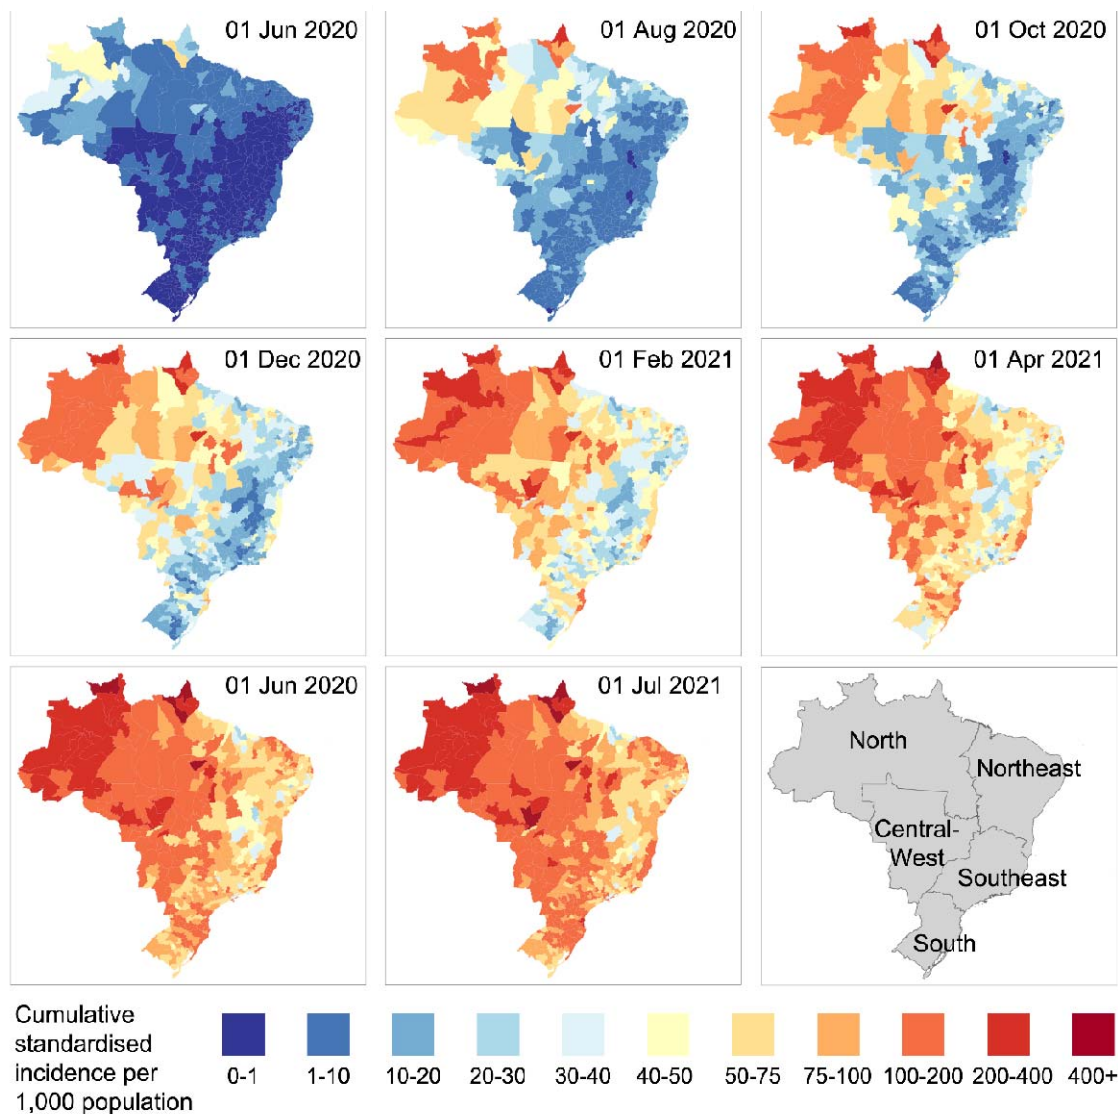 01 Jun 2020
01 Aug 2020
01 Oct 2020
01 Dec 2020
01 Feb 2021
01 Apr 2021
01 Jun 2020
01 Jul 2021
North
Northeast
Central-
West
Southeast
South
Cumulative
standardised
incidence per
1,000 population
0-1
1-10
10-20
20-30
30-40
40-50
50-75
75-100
100-200
200-400
400+